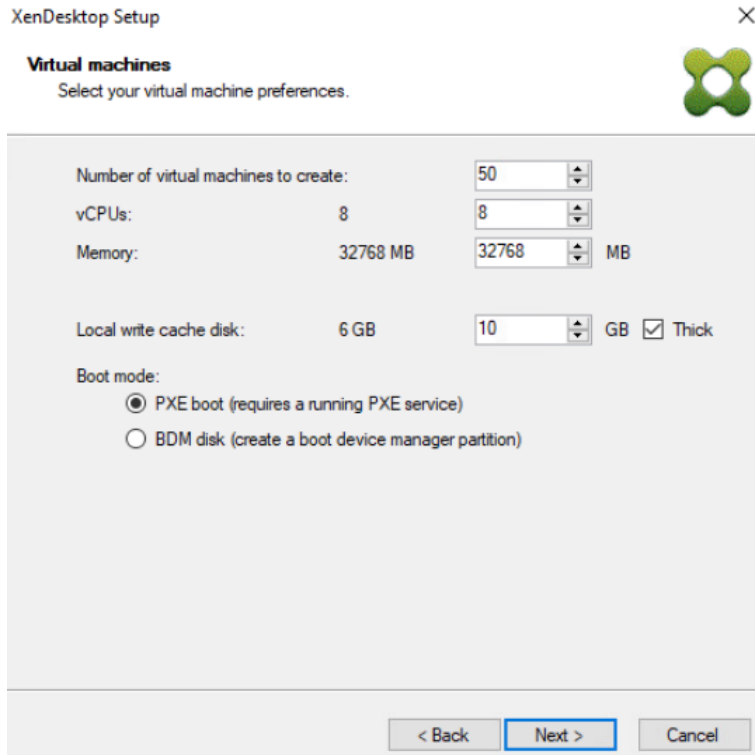 XenDesktop Setup
Virtual machines
Select your virtual machine preferences.
Number of virtual machines to create: 50
vCPUs: 8 8
Memory: 32768 MB 32768 MB
Local write cache disk: 6 GB 10 GB Thick
Boot mode:
PXE boot (requires a running PXE service)
BDM disk (create a boot device manager partition)
< Back Next > Cancel